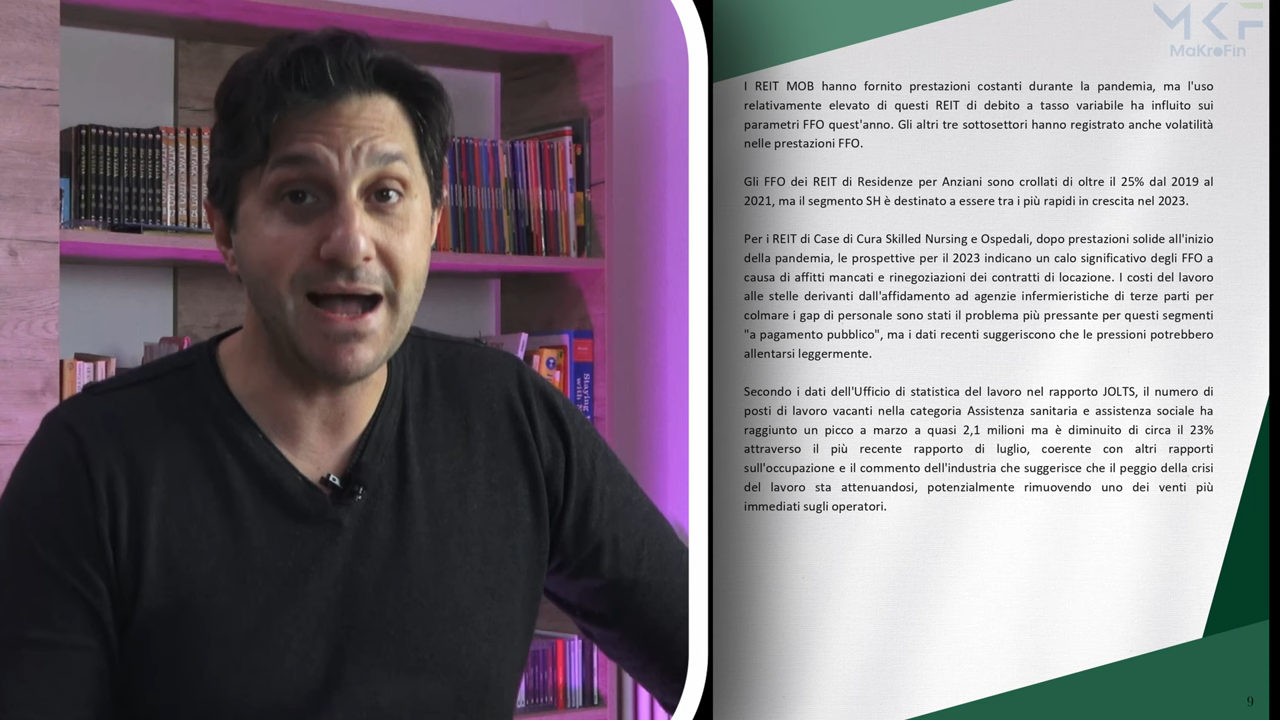 MKF
MaKroFin
I REIT MOB hanno fornito prestazioni costanti durante la pandemia, ma l'uso
relativamente elevato di questi REIT di debito a tasso variabile ha influito sui
parametri FFO quest'anno. Gli altri tre sottosettori hanno registrato anche volatilità
nelle prestazioni FFO.
Gli FFO dei REIT di Residenze per Anziani sono crollati di oltre il 25% dal 2019 al
2021, ma il segmento SH è destinato a essere tra i più rapidi in crescita nel 2023.
Per i REIT di Case di Cura Skilled Nursing e Ospedali, dopo prestazioni solide all'inizio
della pandemia, le prospettive per il 2023 indicano un calo significativo degli FFO a
causa di affitti mancati e rinegoziazioni dei contratti di locazione. I costi del lavoro
alle stelle derivanti dall'affidamento ad agenzie infermieristiche di terze parti per
colmare i gap di personale sono stati il problema più pressante per questi segmenti
"a pagamento pubblico", ma i dati recenti suggeriscono che le pressioni potrebbero
allentarsi leggermente.
Secondo i dati dell'Ufficio di statistica del lavoro nel rapporto JOLTS, il numero di
posti di lavoro vacanti nella categoria Assistenza sanitaria e assistenza sociale ha
raggiunto un picco a marzo a quasi 2,1 milioni ma è diminuito di circa il 23%
attraverso il più recente rapporto di luglio, coerente con altri rapporti
sull'occupazione e il commento dell'industria che suggerisce che il peggio della crisi
del lavoro sta attenuandosi, potenzialmente rimuovendo uno dei venti più
immediati sugli operatori.
9
Staying